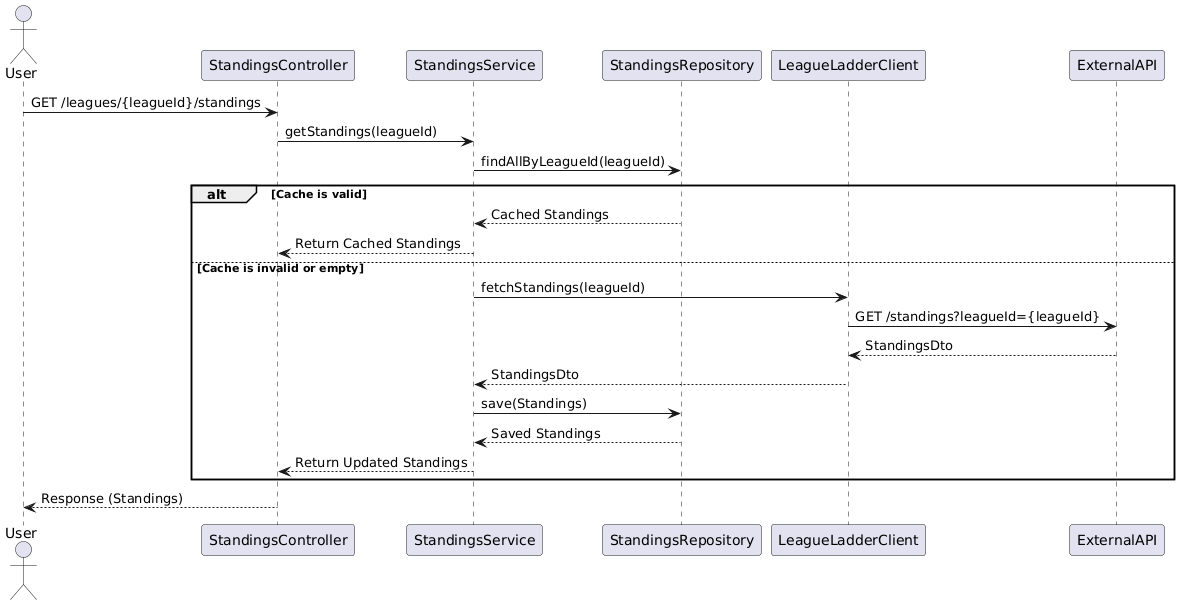 User
StandingsController
StandingsService
StandingsRepository
LeagueLadderClient
ExternalAPI
GET /leagues/{leagueId}/standings
getStandings(leagueId)
findAllByLeagueId(leagueId)
alt
[Cache is valid]
Cached Standings
Return Cached Standings
[Cache is invalid or empty]
fetchStandings(leagueId)
GET /standings?leagueId={leagueId}
StandingsDto
StandingsDto
save(Standings)
Saved Standings
Return Updated Standings
Response (Standings)
User
StandingsController
StandingsService
StandingsRepository
LeagueLadderClient
ExternalAPI